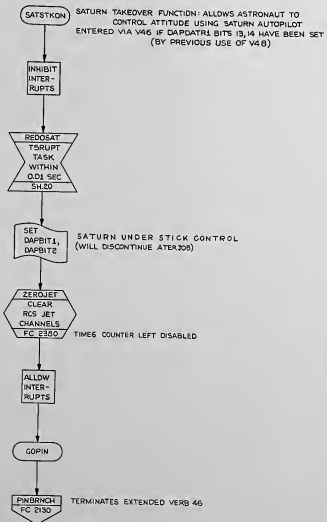 SATSTKON
SATURN TAKEOVER FUNCTION: ALLOWS ASTRONAUT TO
CONTROL ATTITUDE USING SATURN AUTOPILOT
ENTERED VIA V46 IF DAPDATR1 BITS 13,14 HAVE BEEN SET
(BY PREVIOUS USE OF V48)
INHIBIT
INTER-
RUPTS
REDOSAT
T5RUPT
TASK
WITHIN
0.01 SEC
SH.20
SET
DAPBIT1,
DAPBIT2
SATURN UNDER STICK CONTROL
(WILL DISCONTINUE ATERJOB)
ZEROJET
CLEAR
RCS JET
CHANNELS
FC 2380
TIME6 COUNTER LEFT DISABLED
ALLOW
INTER-
RUPTS
GOPIN
PINBRNCH
FC 2130
TERMINATES EXTENDED VERB 46